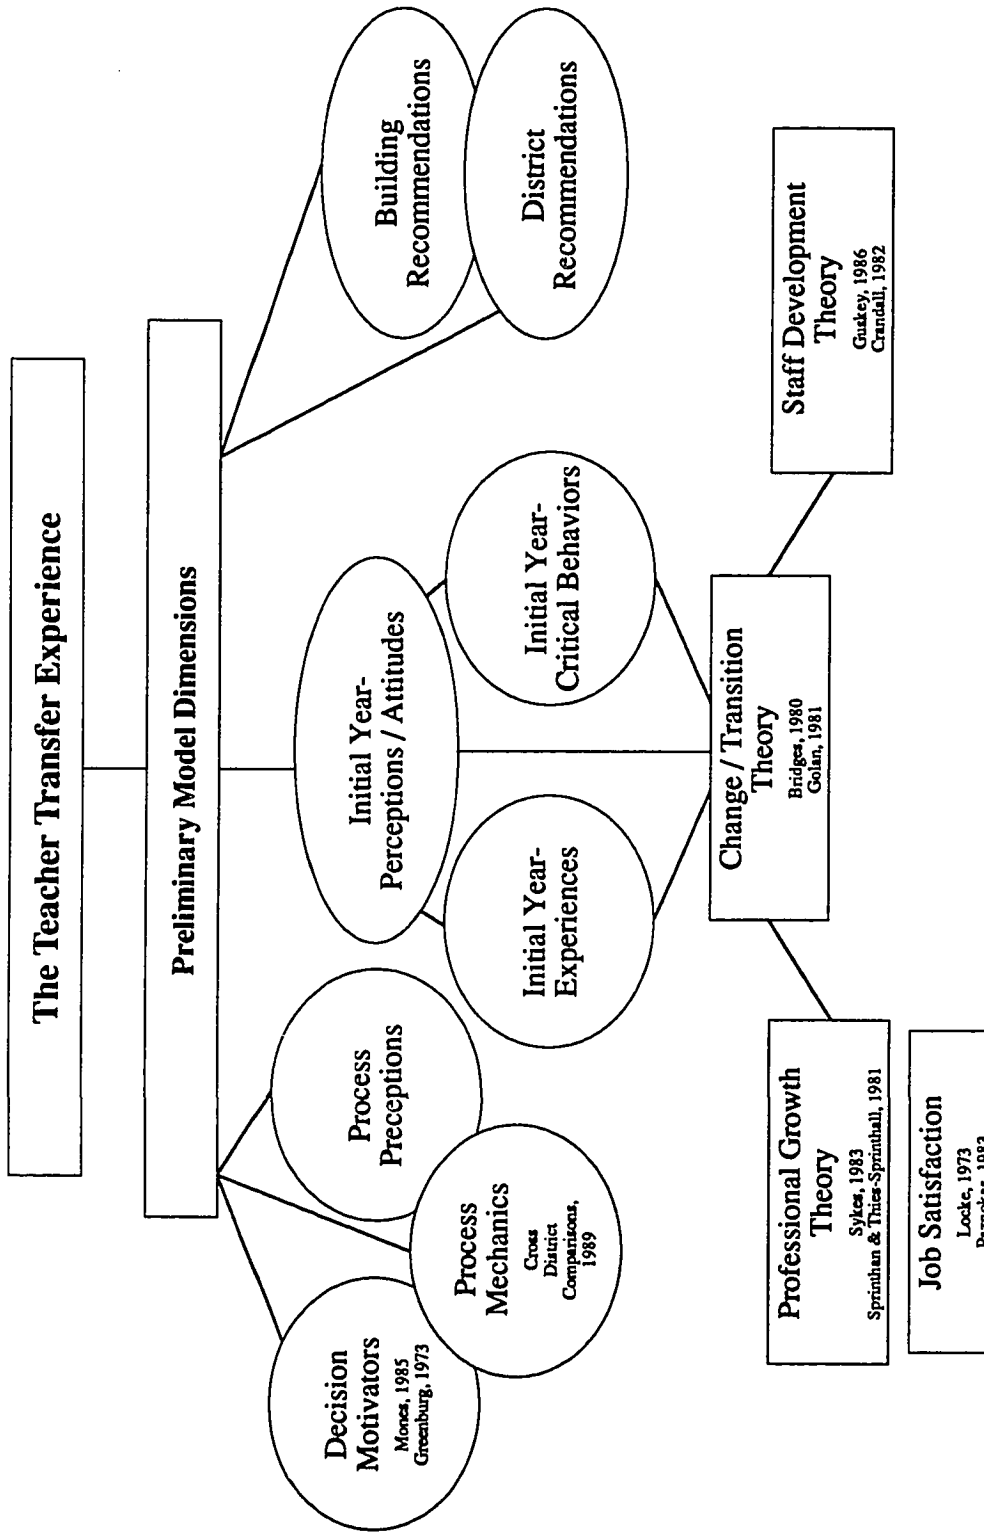 The Teacher Transfer Experience
Preliminary Model Dimensions
Decision
Motivators
Mones, 1985
Greenburg, 1973
Process
Mechanics
Cross
District
Comparisons,
1989
Process
Preceptions
Initial Year-
Perceptions / Attitudes
Initial Year-
Experiences
Initial Year-
Critical Behaviors
Building
Recommendations
District
Recommendations
Professional Growth
Theory
Sykes, 1983
Sprinthan & Thies-Sprinthall, 1981
Change / Transition
Theory
Bridges, 1980
Golan, 1981
Staff Development
Theory
Guskey, 1986
Crandall, 1982
Job Satisfaction
Locke, 1973
1983